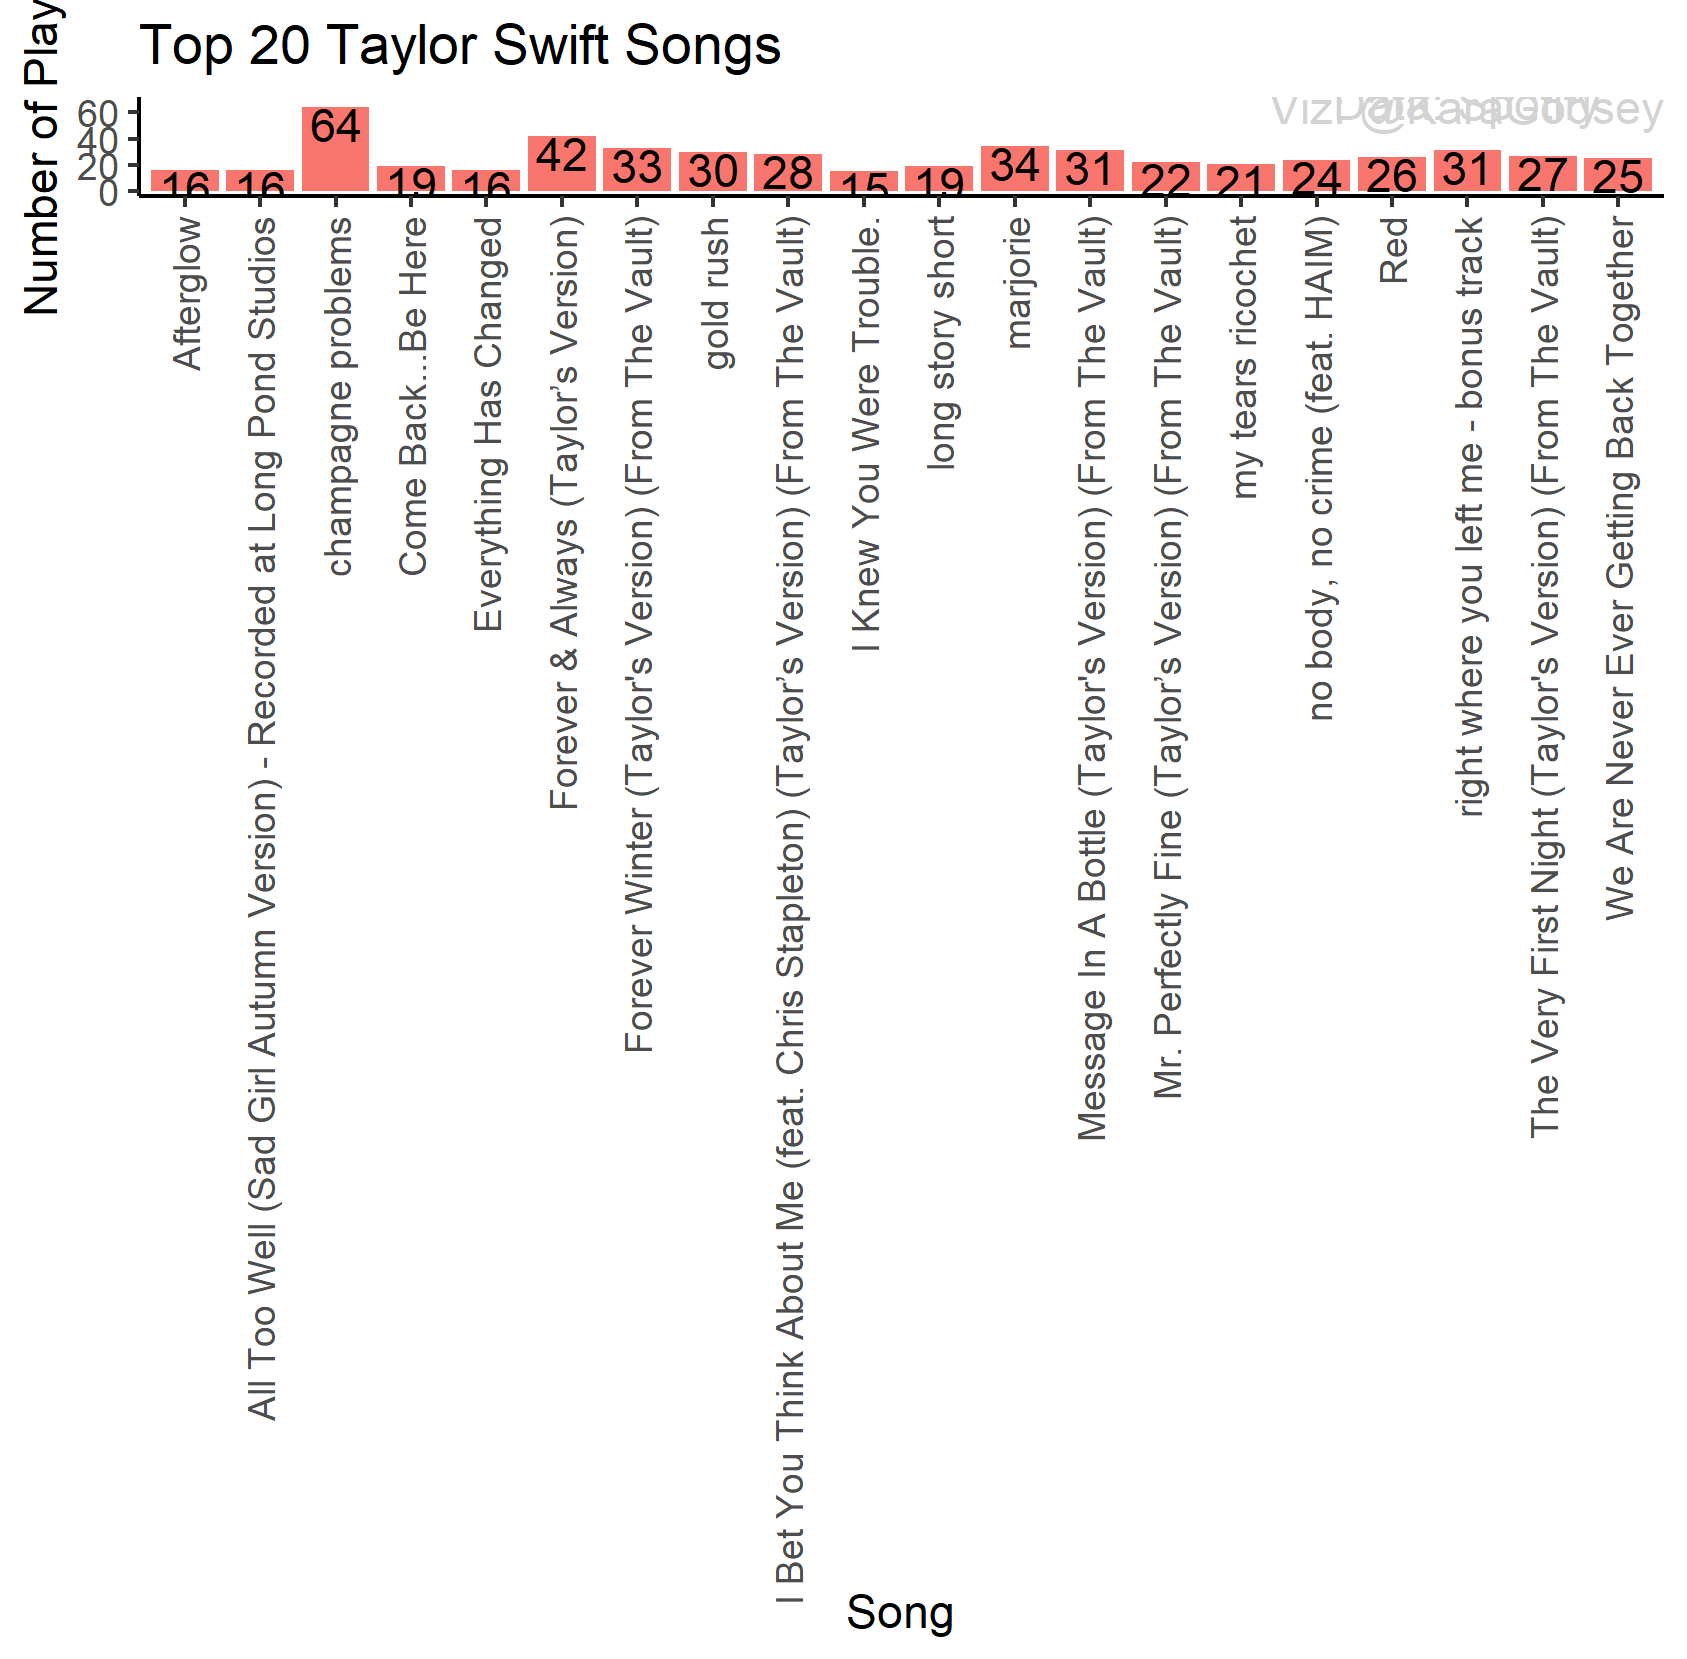 Top 20 Taylor Swift Songs
Number of Play
60
40
20
0
Viz: @KaraGodsey
64
42
33
30
28
34
31
31
27
26
25
24
22
21
19
19
16
16
16
15
Afterglow
All Too Well (Sad Girl Autumn Version) - Recorded at Long Pond Studios
champagne problems
Come Back...Be Here
Everything Has Changed
Forever & Always (Taylor’s Version)
Forever Winter (Taylor's Version) (From The Vault)
gold rush
I Bet You Think About Me (feat. Chris Stapleton) (Taylor’s Version) (From The Vault)
I Knew You Were Trouble.
long story short
marjorie
Message In A Bottle (Taylor's Version) (From The Vault)
Mr. Perfectly Fine (Taylor’s Version) (From The Vault)
my tears ricochet
no body, no crime (feat. HAIM)
Red
right where you left me - bonus track
The Very First Night (Taylor's Version) (From The Vault)
We Are Never Ever Getting Back Together
Song